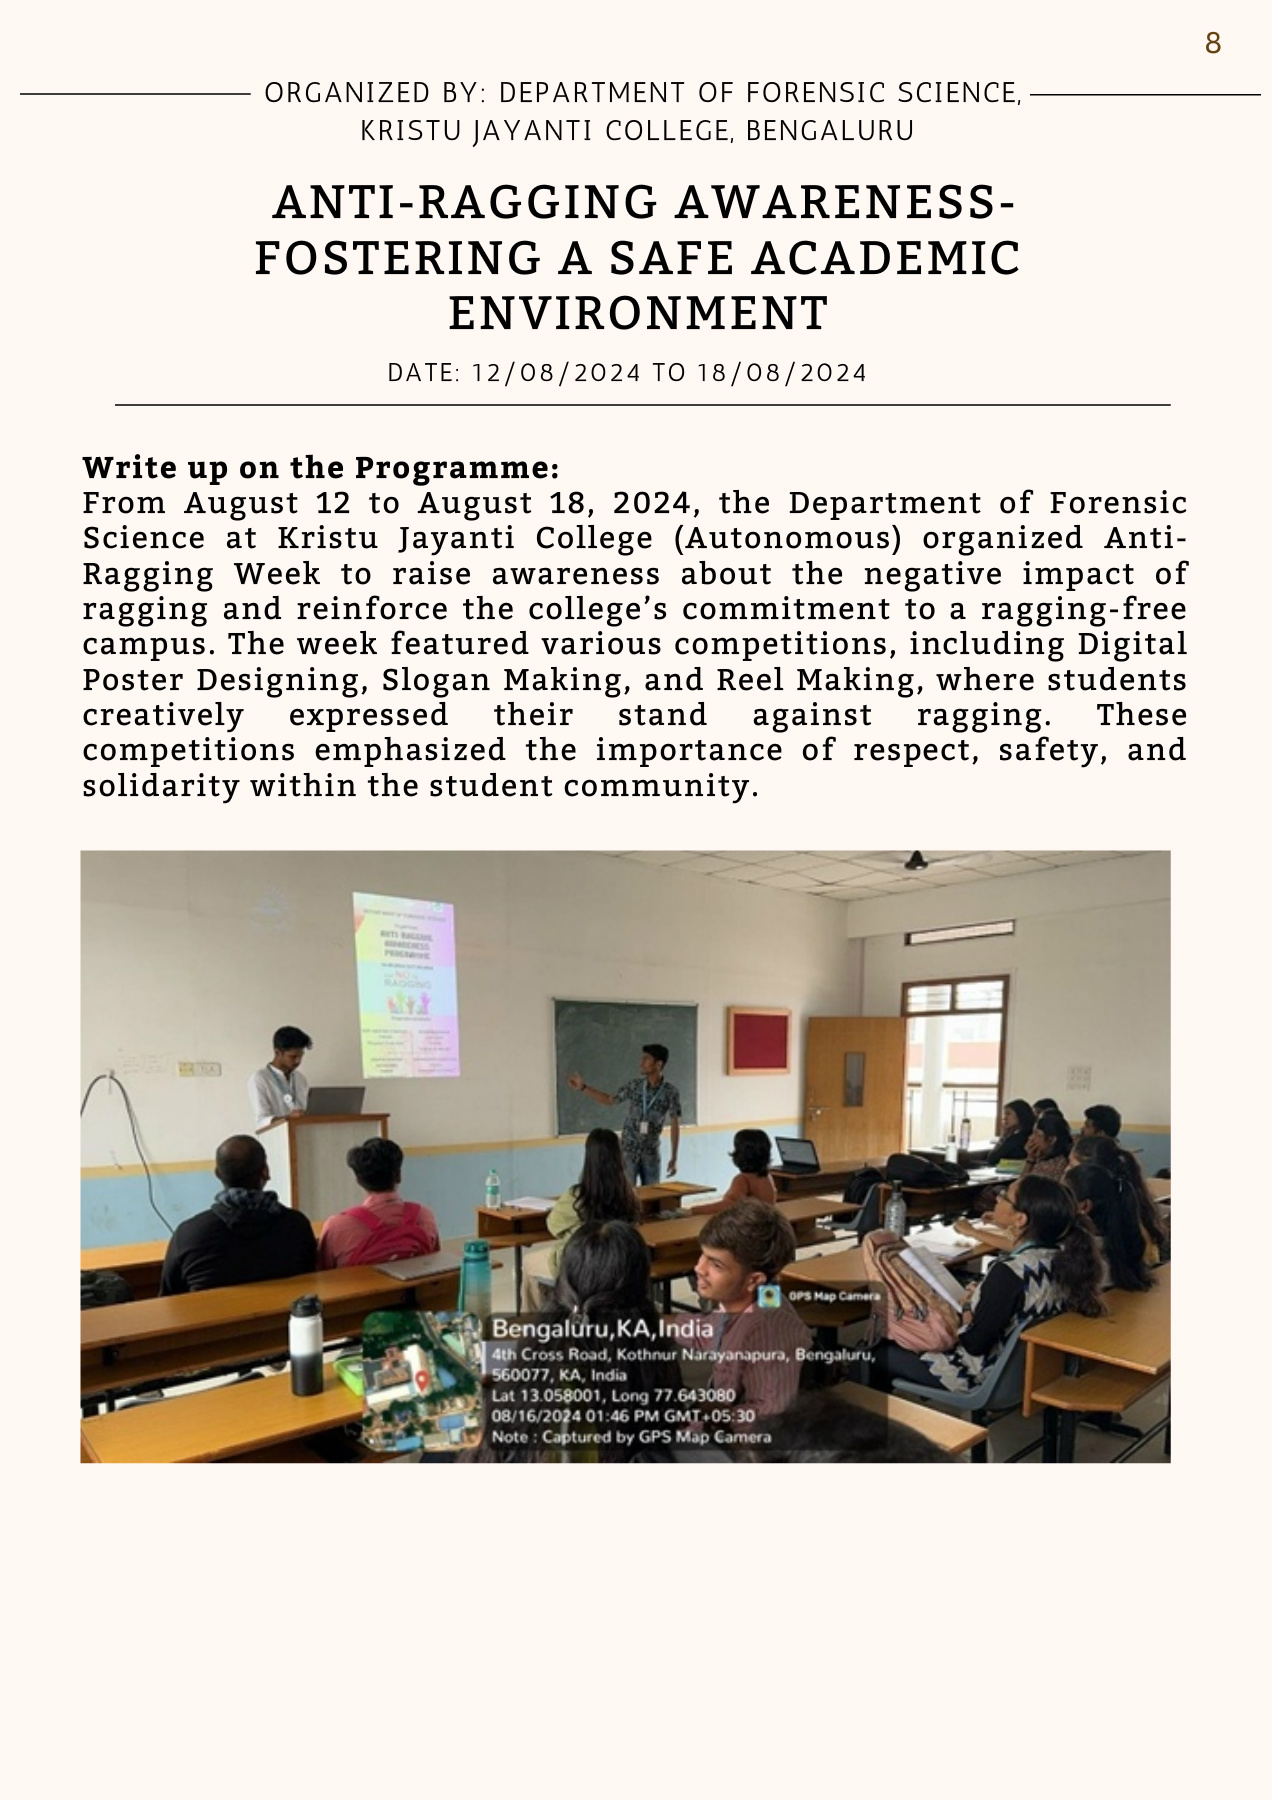 8
ORGANIZED BY: DEPARTMENT OF FORENSIC SCIENCE,
KRISTU JAYANTI COLLEGE, BENGALURU
ANTI-RAGGING AWARENESS-
FOSTERING A SAFE ACADEMIC
ENVIRONMENT
DATE: 12/08/2024 TO 18/08/2024
Write up on the Programme:
From August 12 to August 18, 2024, the Department of Forensic
Science at Kristu Jayanti College (Autonomous) organized Anti-
Ragging Week to raise awareness about the negative impact of
ragging and reinforce the college’s commitment to a ragging-free
campus. The week featured various competitions, including Digital
Poster Designing, Slogan Making, and Reel Making, where students
creatively expressed their stand against ragging. These
competitions emphasized the importance of respect, safety, and
solidarity within the student community.
ANTI-RAGGING
AWARENESS
PROGRAMME
NO
RAGGING
GPS Map Camera
Bengaluru,KA,India
4th Cross Road, Kothnur Narayanapura, Bengaluru,
560077, KA, India
Lat 13.058001, Long 77.643080
08/16/2024 01:46 PM GMT+05:30
Note : Captured by GPS Map Camera